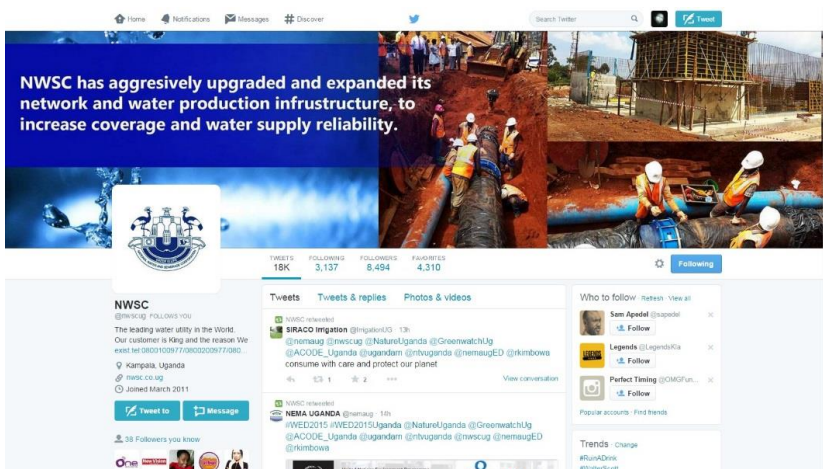 Home
Notifications
Messages
Discover
Search Twitter
Tweet
NWSC has aggresively upgraded and expanded its
network and water production infrustructure, to
increase coverage and water supply reliability.
TWEETS
18K
FOLLOWING
3,137
FOLLOWERS
8,494
FAVORITES
4,310
Following
NWSC
@nwscug FOLLOWS YOU
The leading water utility in the World.
Our customer is King and the reason We
exist tel:0800100977/0800200977/080...
Kampala, Uganda
nwsc.co.ug
Joined March 2011
Tweet to
Message
38 Followers you know
One
New Vision
Tweets
Tweets & replies
Photos & videos
NWSC retweeted
SIRACO Irrigation @IrrigationUG · 13h
@nemaug @nwscug @NatureUganda @GreenwatchUg
@ACODE_Uganda @ugandarn @ntvuganda @nemaugED @rkimbowa
consume with care and protect our planet
1
2
View conversation
NWSC retweeted
NEMA UGANDA @nemaug · 14h
#WED2015 #WED2015Uganda @NatureUganda @GreenwatchUg
@ACODE_Uganda @ugandarn @ntvuganda @nwscug @nemaugED
@rkimbowa
Who to follow · Refresh · View all
Sam Apedel @sapedel
Follow
Legends @LegendsKla
LEGENDS
Follow
Perfect Timing @OMGFun...
Follow
Popular accounts · Find friends
Trends · Change
#RuinADrink